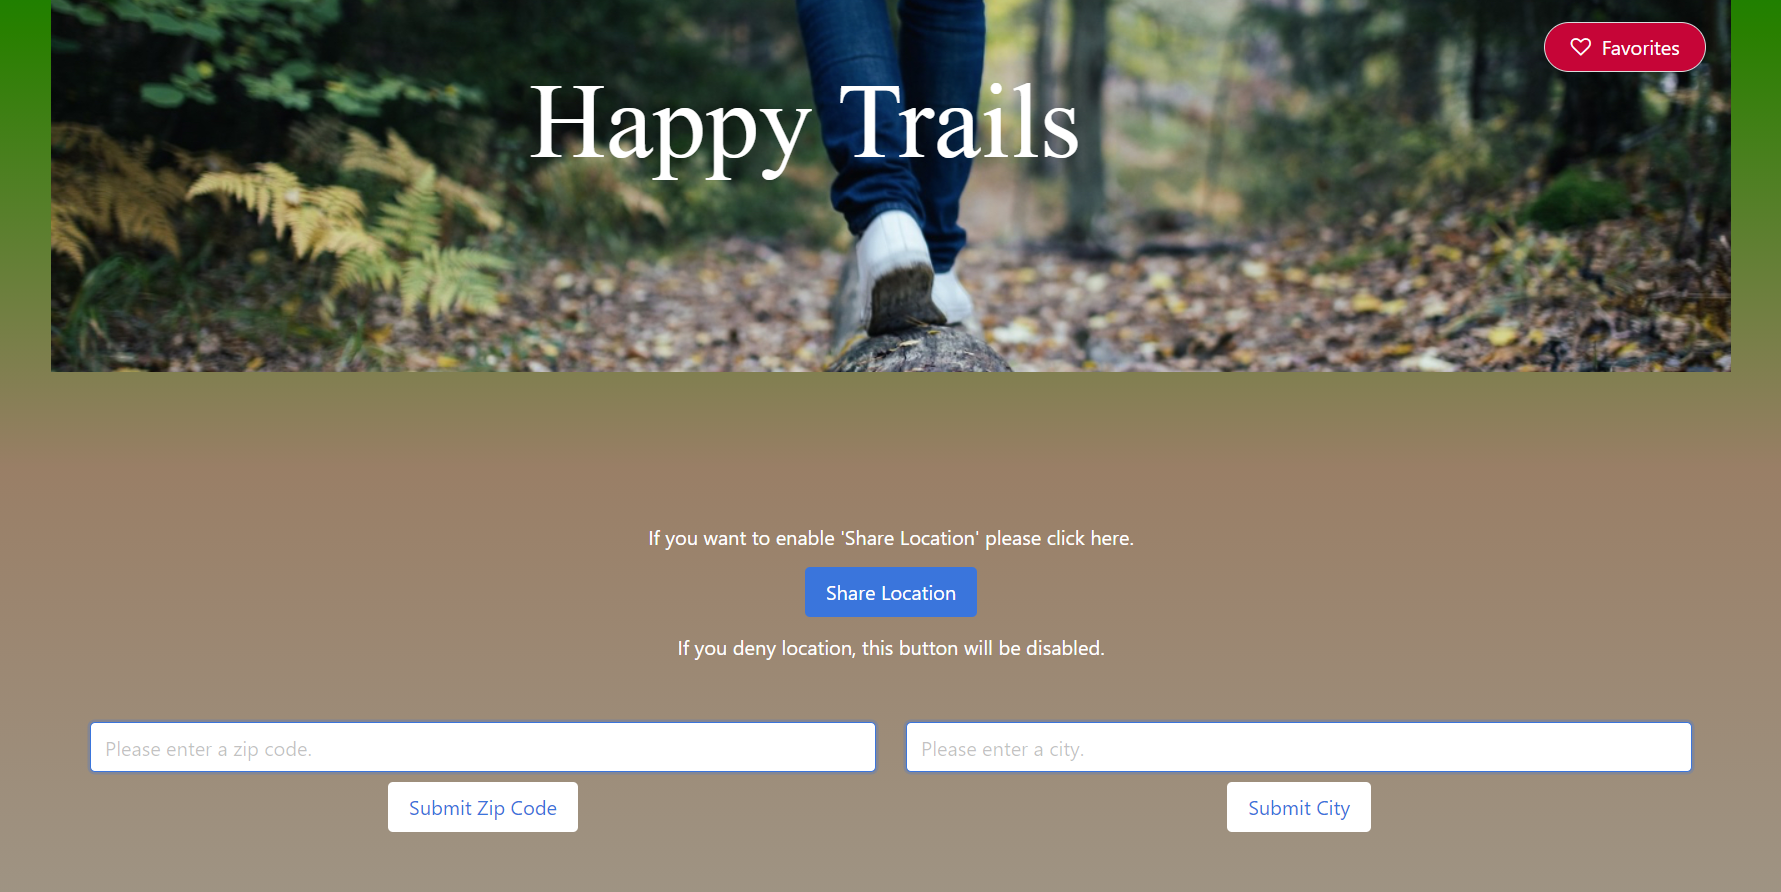 Favorites
Happy Trails
If you want to enable 'Share Location' please click here.
Share Location
If you deny location, this button will be disabled.
Please enter a zip code.
Please enter a city.
Submit Zip Code
Submit City